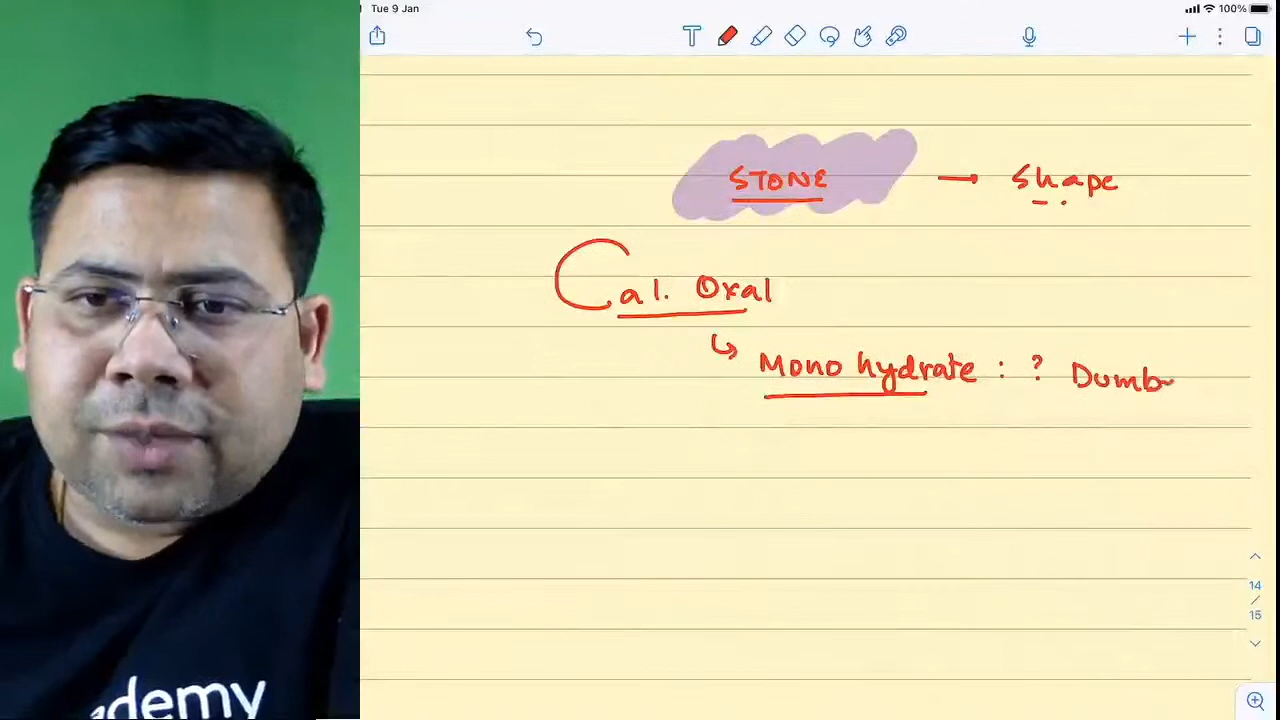 Tue 9 Jan 100%
STONE → Shape
Cal. Oxal
↳ Mono hydrate : ? Dumb
14
/
15
ademy